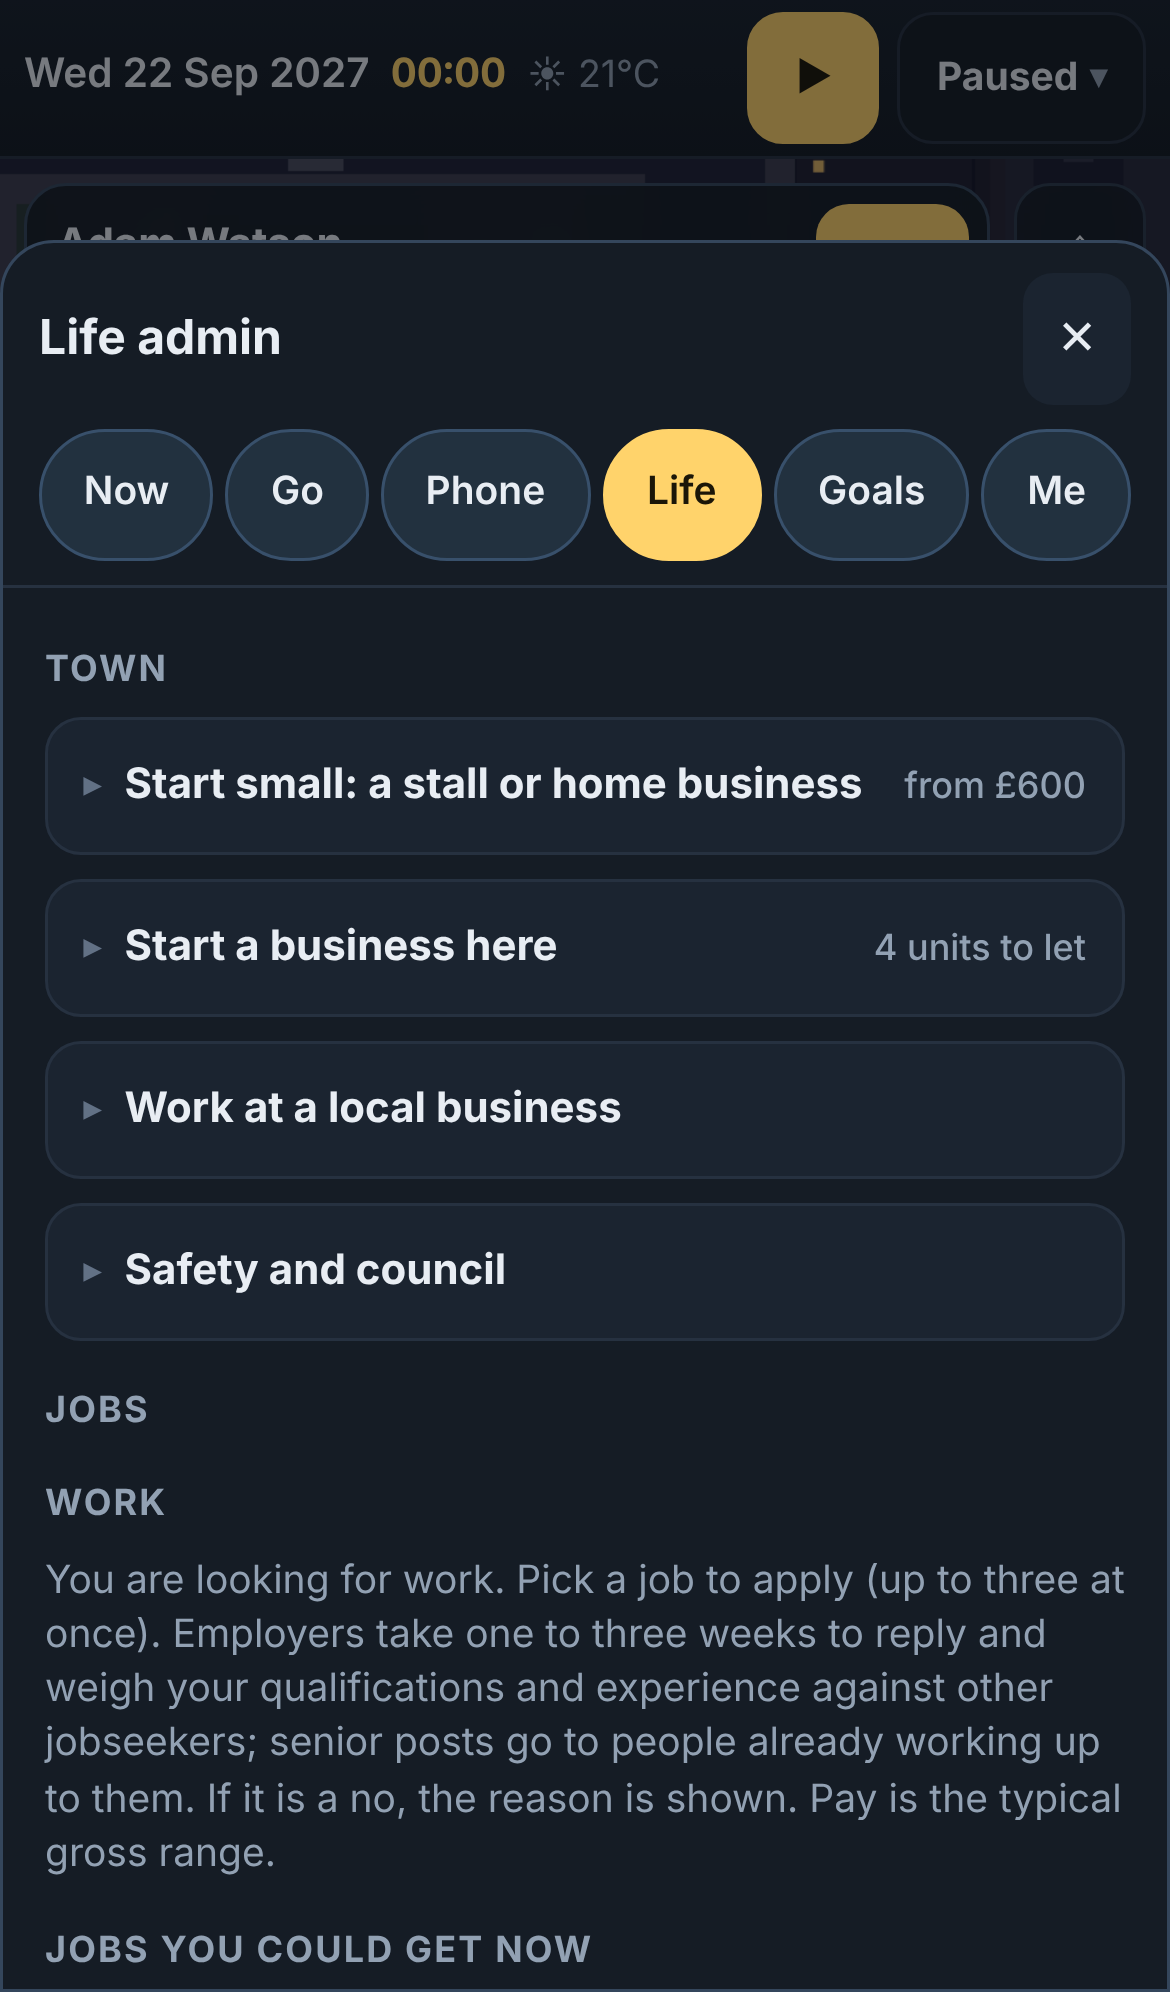 Wed 22 Sep 2027 00:00 ☀ 21°C
Paused ▾
Adam Watson
Life admin
Now Go Phone Life Goals Me
TOWN
Start small: a stall or home business from £600
Start a business here 4 units to let
Work at a local business
Safety and council
JOBS
WORK
You are looking for work. Pick a job to apply (up to three at
once). Employers take one to three weeks to reply and
weigh your qualifications and experience against other
jobseekers; senior posts go to people already working up
to them. If it is a no, the reason is shown. Pay is the typical
gross range.
JOBS YOU COULD GET NOW